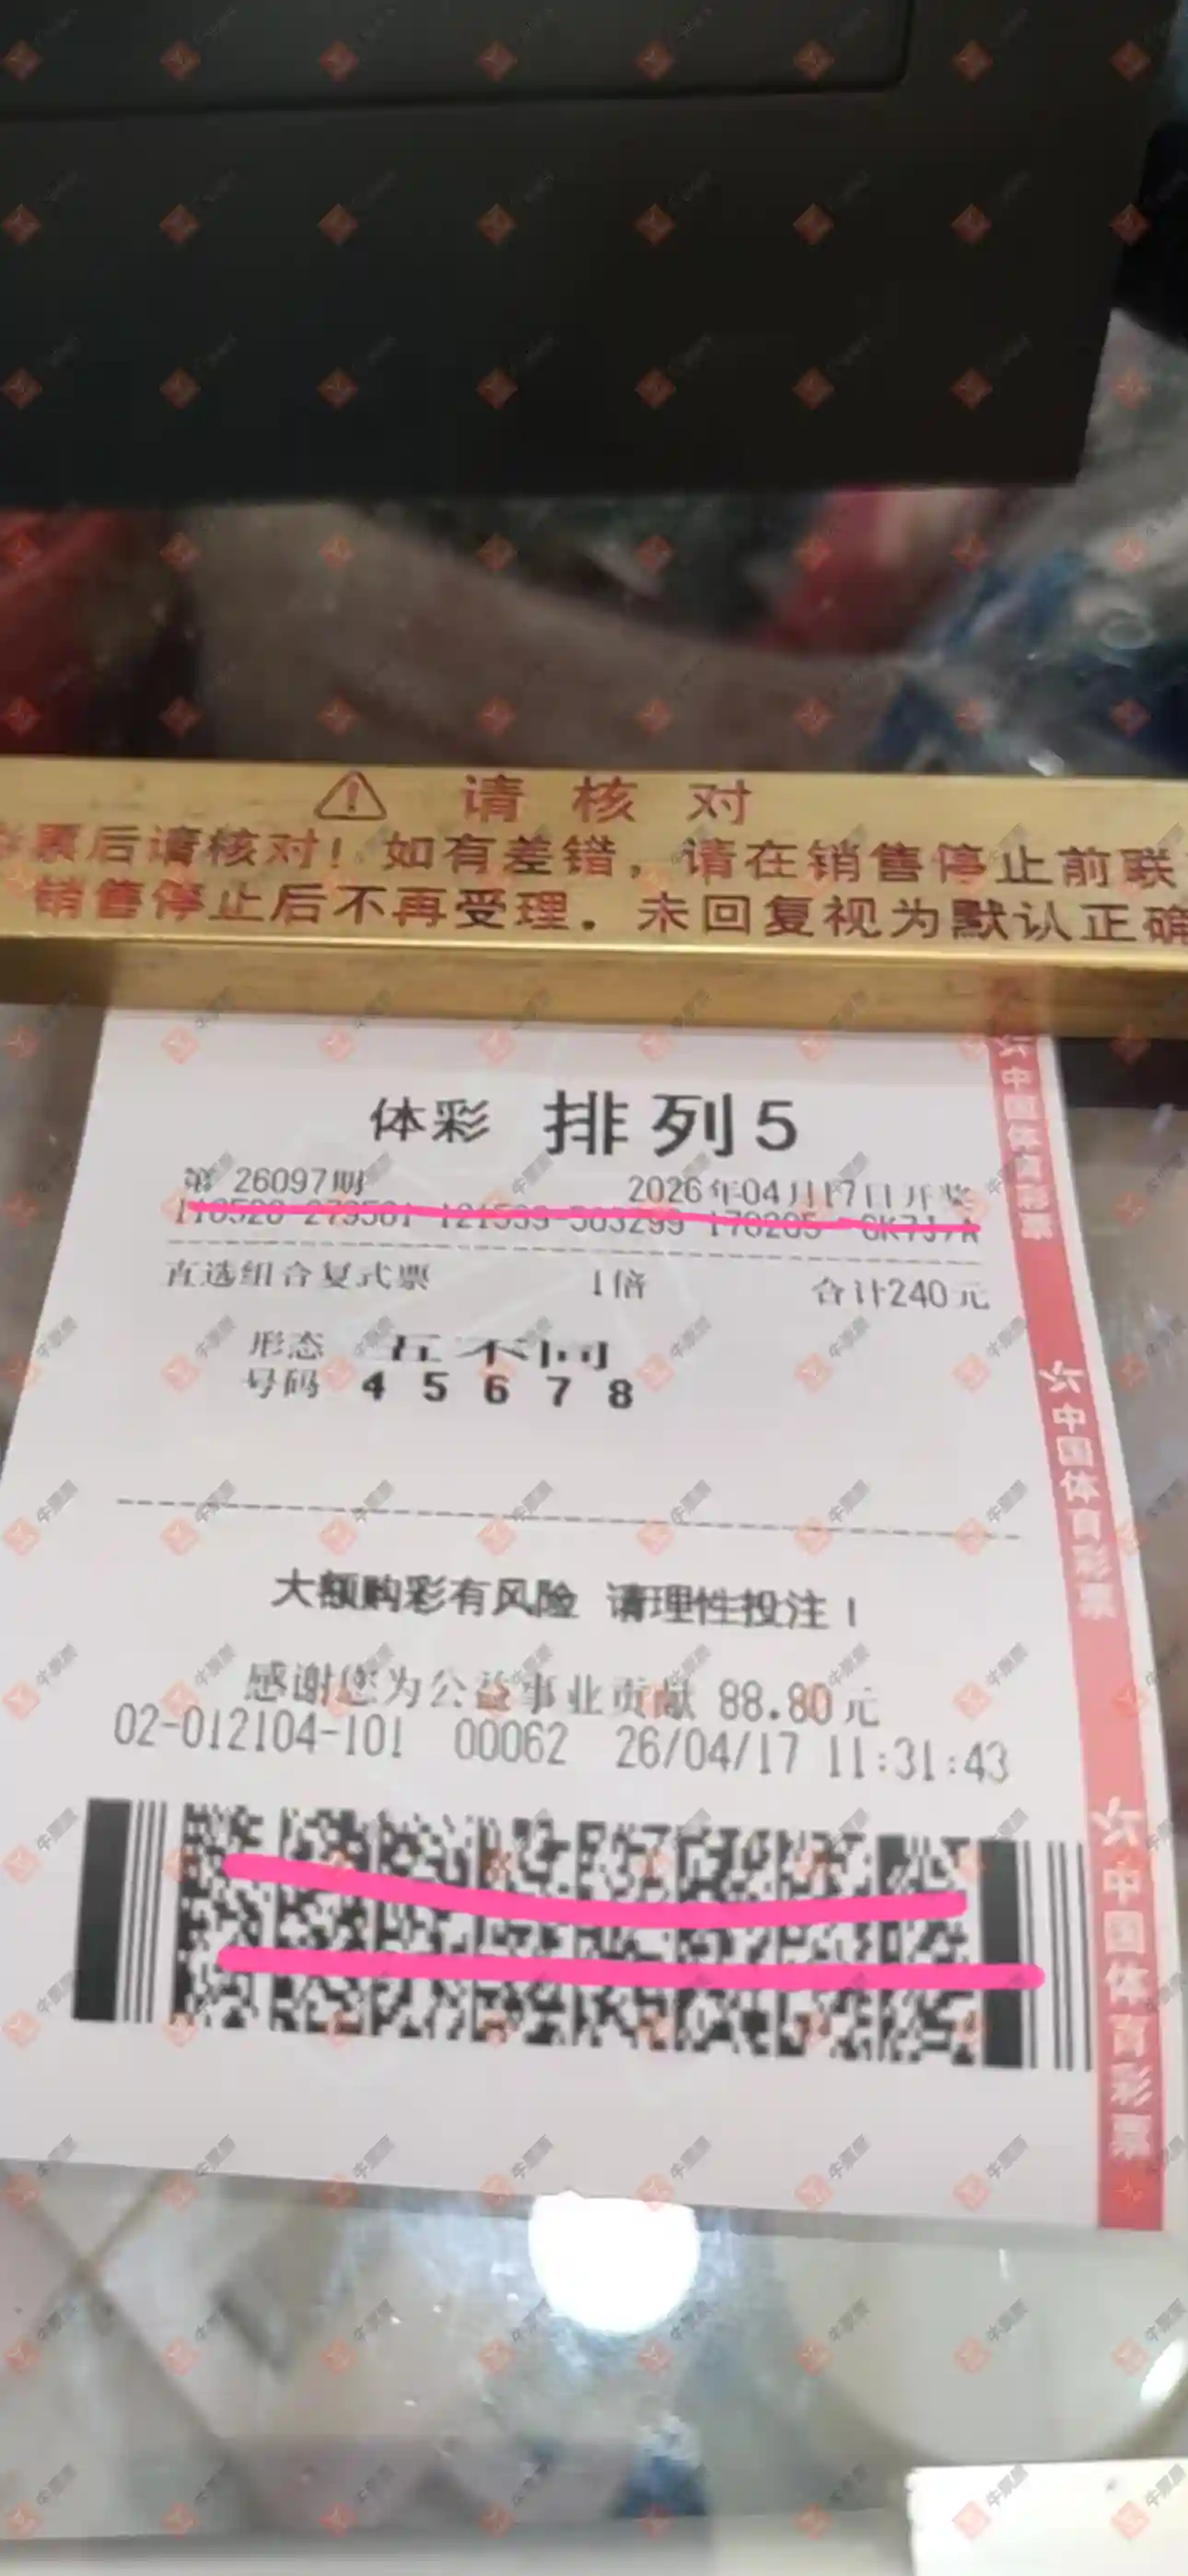 请核对
票后请核对！如有差错，请在销售停止前联
销售停止后不再受理。未回复视为默认正确
体彩 排列5
第 26097期 2026年04月17日开奖
直选组合复式票 1倍 合计240元
形态 五不同
号码 4 5 6 7 8
大额购彩有风险 请理性投注！
感谢您为公益事业贡献 88.80元
02-012104-101 00062 26/04/17 11:31:43
中国体育彩票
中国体育彩票
中国体育彩票
牛票票